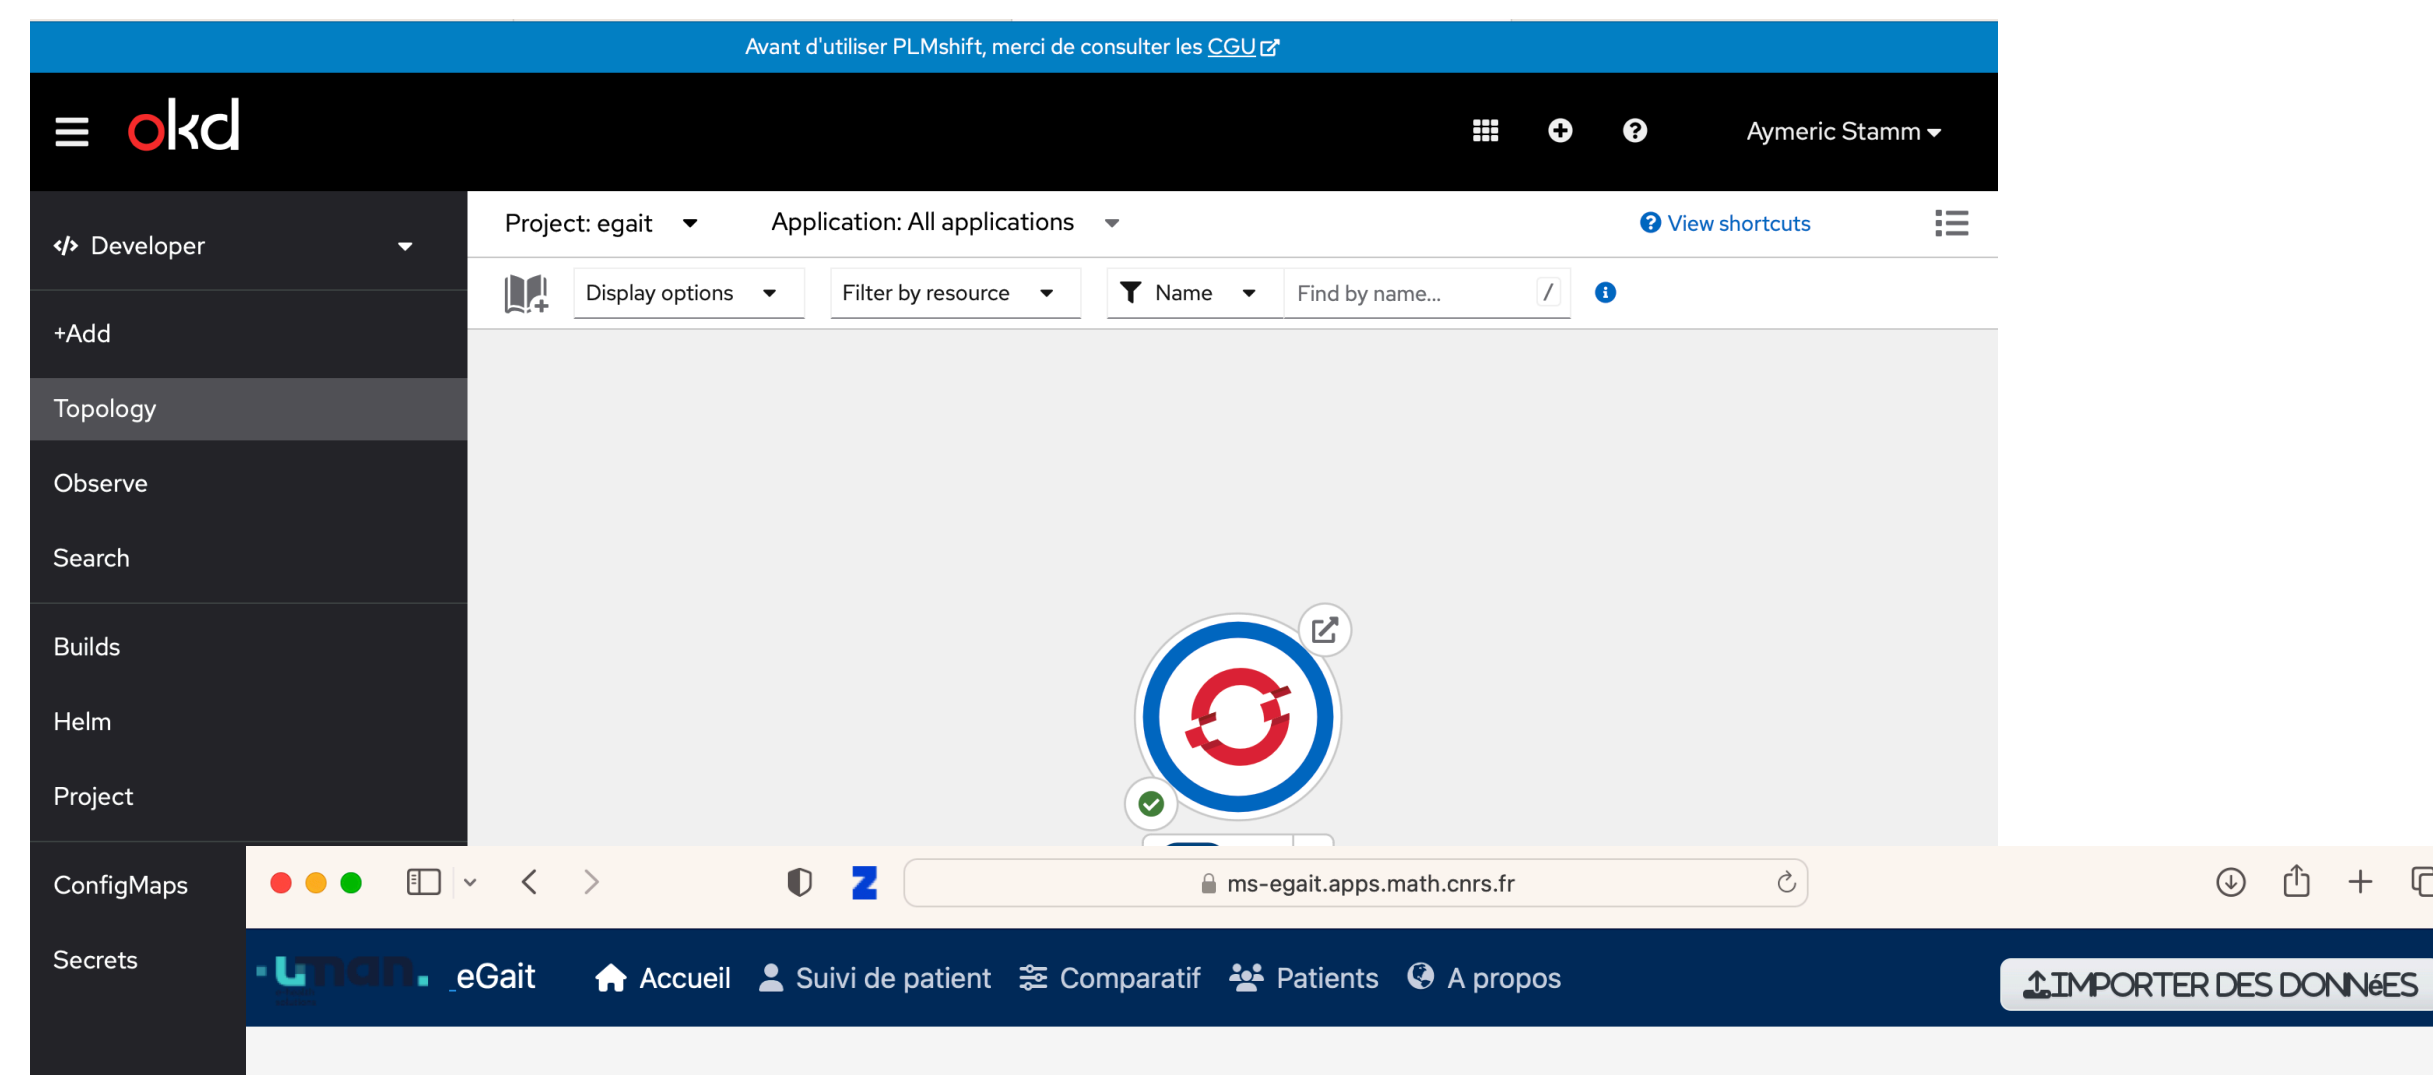 Avant d'utiliser PLMshift, merci de consulter les CGU
okd
Aymeric Stamm
Developer
Project: egait
Application: All applications
View shortcuts
Display options
Filter by resource
Name
Find by name...
/
+Add
Topology
Observe
Search
Builds
Helm
Project
ConfigMaps
Secrets
Z
ms-egait.apps.math.cnrs.fr
uman.
_eGait
Accueil
Suivi de patient
Comparatif
Patients
A propos
IMPORTER DES DONNéES